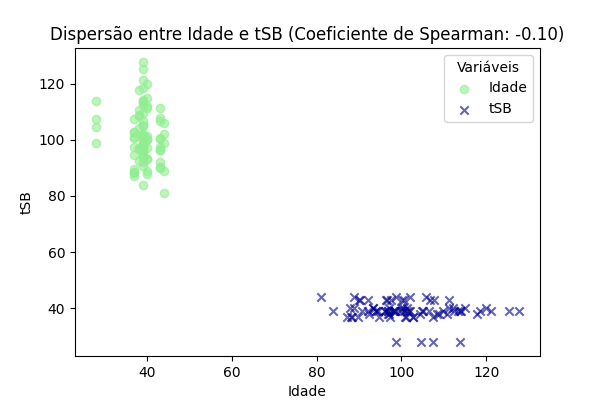 Dispersão entre Idade e tSB (Coeficiente de Spearman: -0.10)
Variáveis
Idade
tSB
120
100
80
60
40
tSB
40 60 80 100 120
Idade